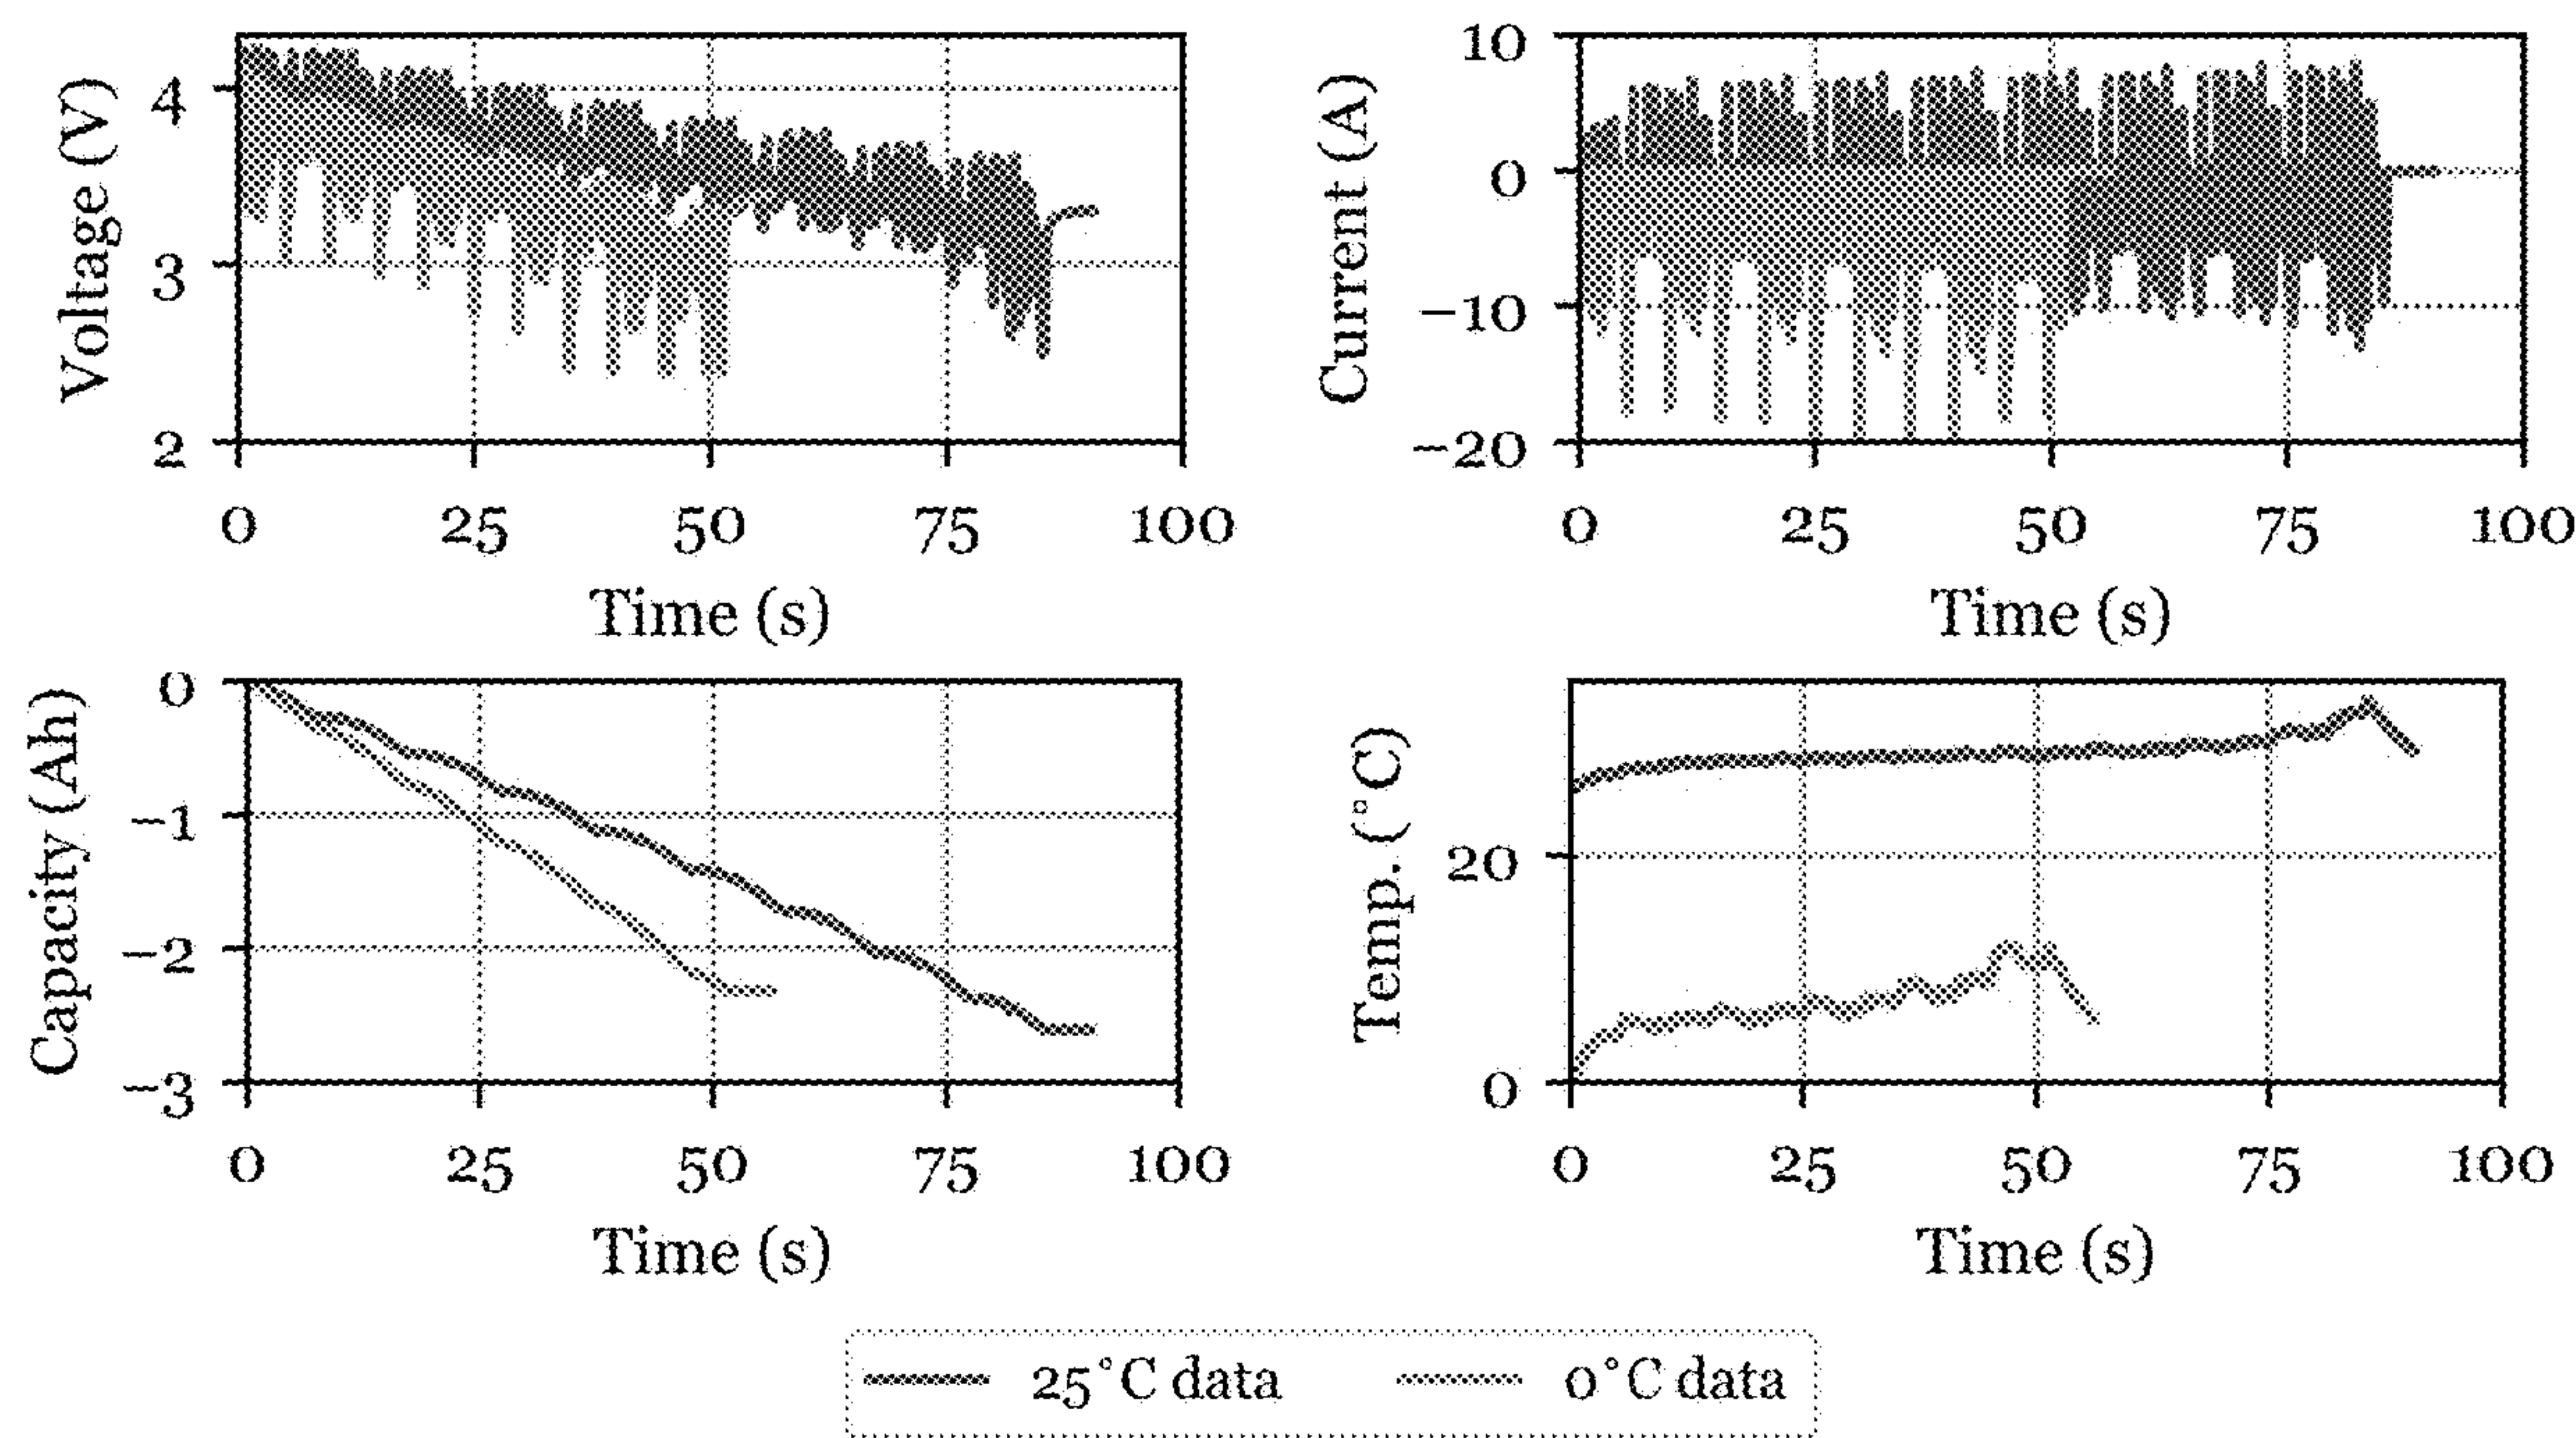 Voltage (V)
4
3
2
0 25 50 75 100
Time (s)
Current (A)
10
0
−10
−20
0 25 50 75 100
Time (s)
Capacity (Ah)
0
−1
−2
−3
0 25 50 75 100
Time (s)
Temp. (°C)
20
0
0 25 50 75 100
Time (s)
25°C data 0°C data